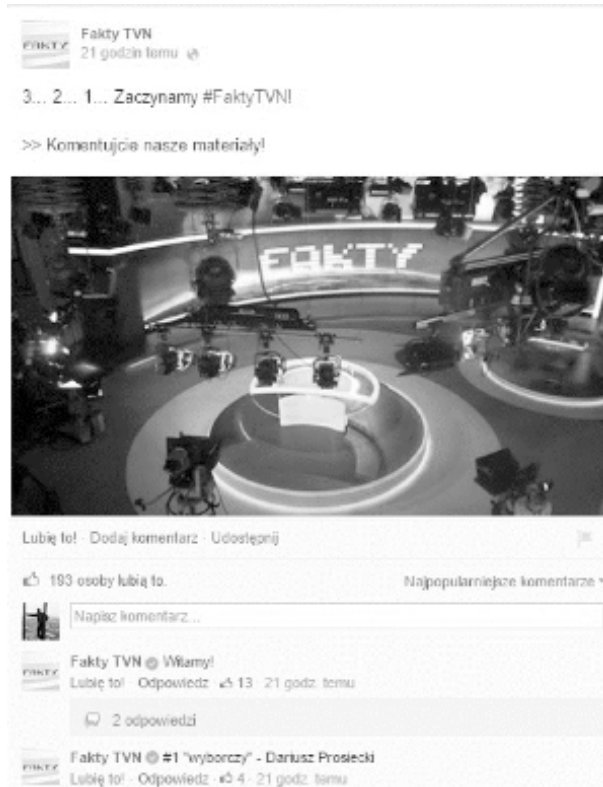 Fakty TVN
21 godzin temu
3... 2... 1... Zaczynamy #FaktyTVN!
>> Komentujcie nasze materiały!
FAKTY
Lubię to! · Dodaj komentarz · Udostępnij
193 osoby lubią to.
Najpopularniejsze komentarze
Napisz komentarz...
FAKTY
Fakty TVN Witamy!
Lubię to! · Odpowiedz · 13 · 21 godz. temu
2 odpowiedzi
FAKTY
Fakty TVN #1 "wyborczy" - Dariusz Prosiecki
Lubię to! · Odpowiedz · 4 · 21 godz. temu